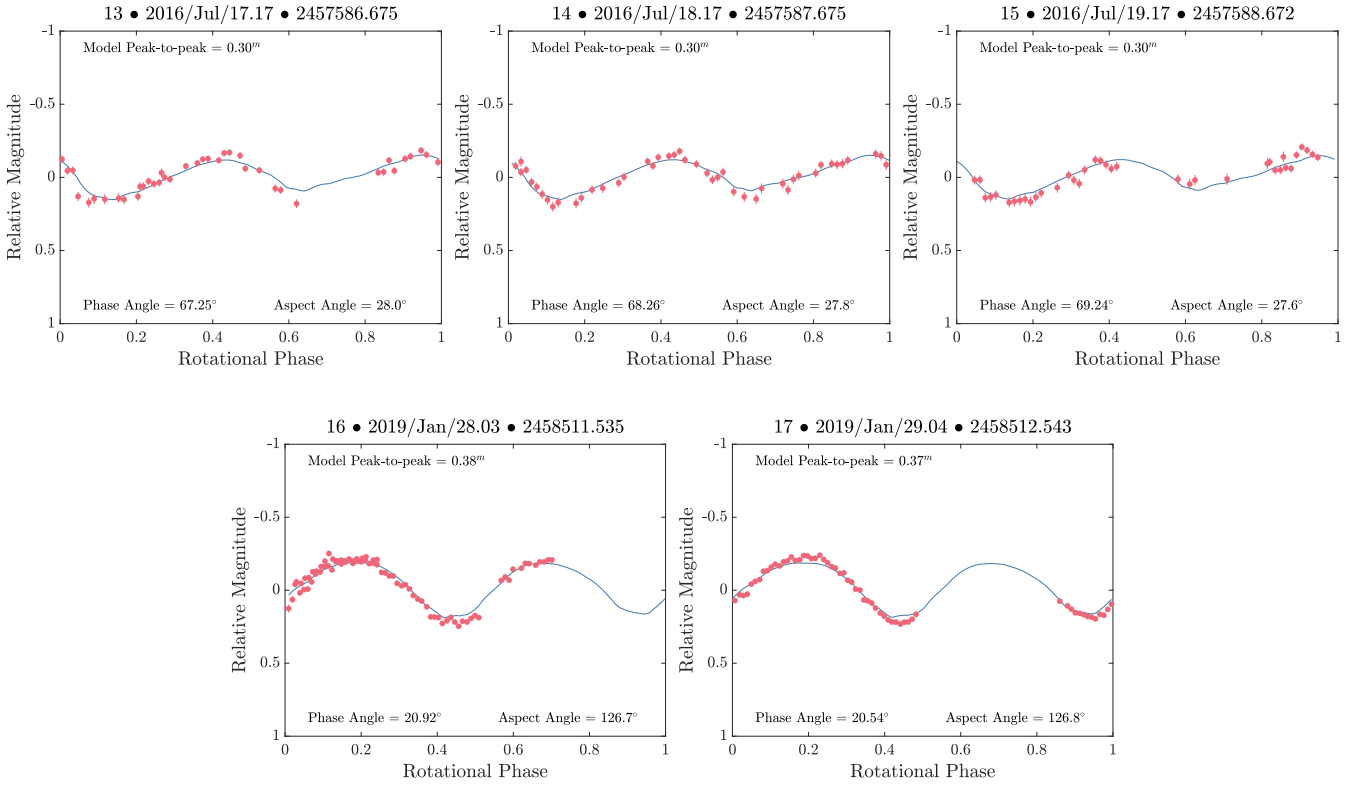 13 ● 2016/Jul/17.17 ● 2457586.675
Model Peak-to-peak = 0.30ᵐ
-1
-0.5
0
0.5
1
Relative Magnitude
Phase Angle = 67.25°
Aspect Angle = 28.0°
0 0.2 0.4 0.6 0.8 1
Rotational Phase
14 ● 2016/Jul/18.17 ● 2457587.675
Model Peak-to-peak = 0.30ᵐ
-1
-0.5
0
0.5
1
Relative Magnitude
Phase Angle = 68.26°
Aspect Angle = 27.8°
0 0.2 0.4 0.6 0.8 1
Rotational Phase
15 ● 2016/Jul/19.17 ● 2457588.672
Model Peak-to-peak = 0.30ᵐ
-1
-0.5
0
0.5
1
Relative Magnitude
Phase Angle = 69.24°
Aspect Angle = 27.6°
0 0.2 0.4 0.6 0.8 1
Rotational Phase
16 ● 2019/Jan/28.03 ● 2458511.535
Model Peak-to-peak = 0.38ᵐ
-1
-0.5
0
0.5
1
Relative Magnitude
Phase Angle = 20.92°
Aspect Angle = 126.7°
0 0.2 0.4 0.6 0.8 1
Rotational Phase
17 ● 2019/Jan/29.04 ● 2458512.543
Model Peak-to-peak = 0.37ᵐ
-1
-0.5
0
0.5
1
Relative Magnitude
Phase Angle = 20.54°
Aspect Angle = 126.8°
0 0.2 0.4 0.6 0.8 1
Rotational Phase